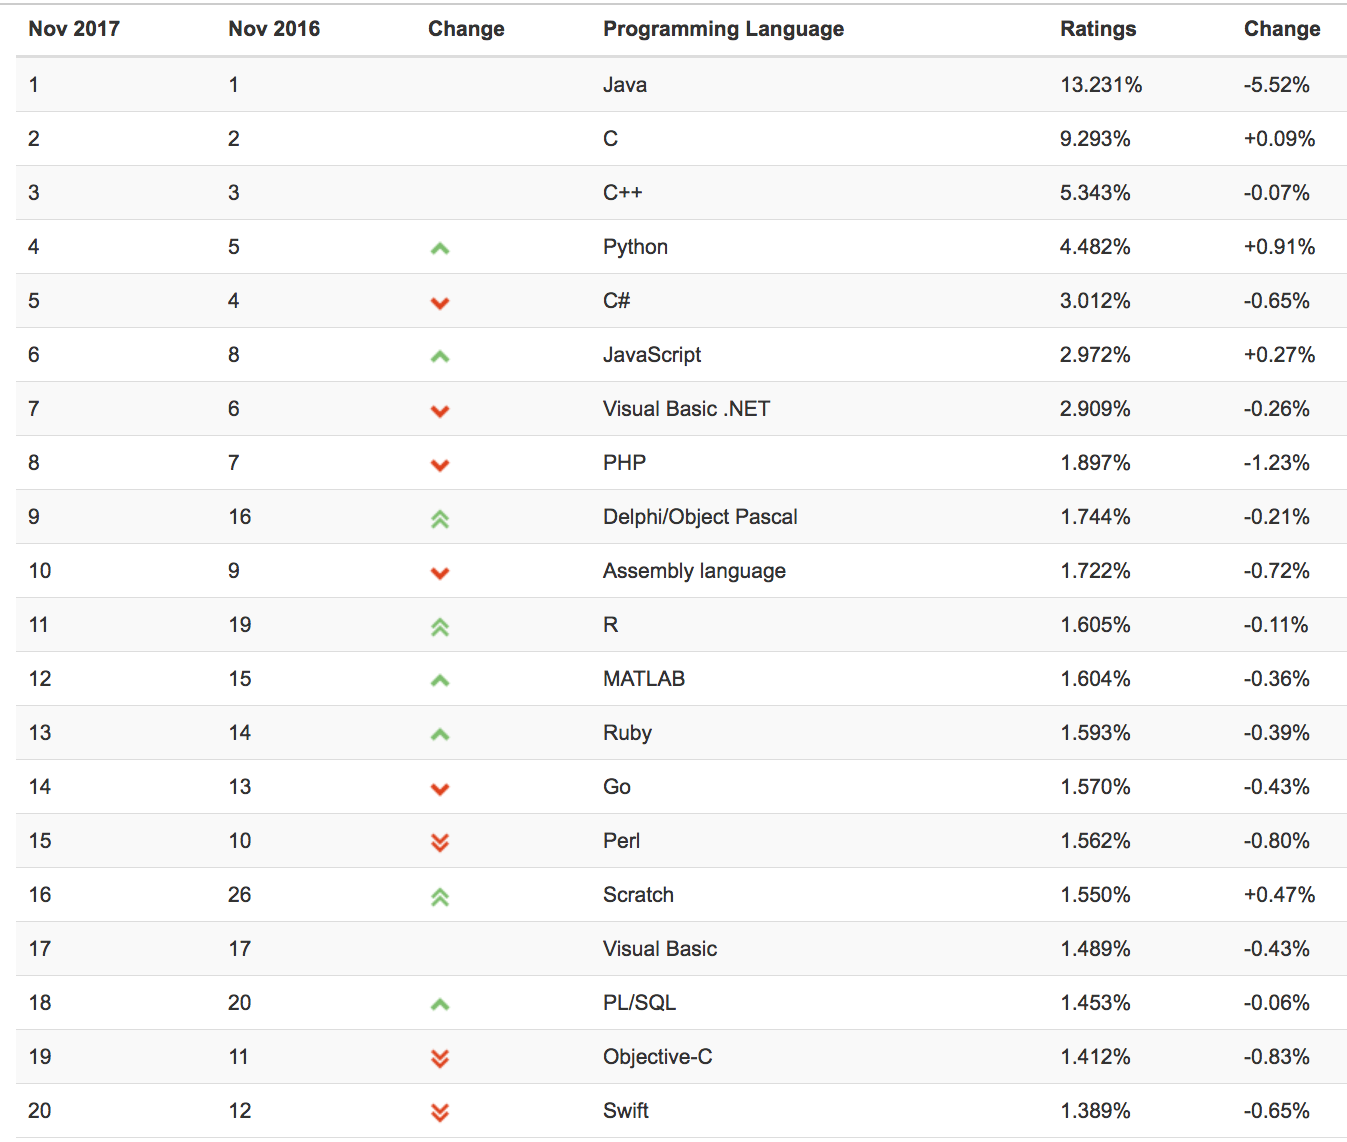 Nov 2017 Nov 2016 Change Programming Language Ratings Change
1 1 Java 13.231% -5.52%
2 2 C 9.293% +0.09%
3 3 C++ 5.343% -0.07%
4 5 Python 4.482% +0.91%
5 4 C# 3.012% -0.65%
6 8 JavaScript 2.972% +0.27%
7 6 Visual Basic .NET 2.909% -0.26%
8 7 PHP 1.897% -1.23%
9 16 Delphi/Object Pascal 1.744% -0.21%
10 9 Assembly language 1.722% -0.72%
11 19 R 1.605% -0.11%
12 15 MATLAB 1.604% -0.36%
13 14 Ruby 1.593% -0.39%
14 13 Go 1.570% -0.43%
15 10 Perl 1.562% -0.80%
16 26 Scratch 1.550% +0.47%
17 17 Visual Basic 1.489% -0.43%
18 20 PL/SQL 1.453% -0.06%
19 11 Objective-C 1.412% -0.83%
20 12 Swift 1.389% -0.65%